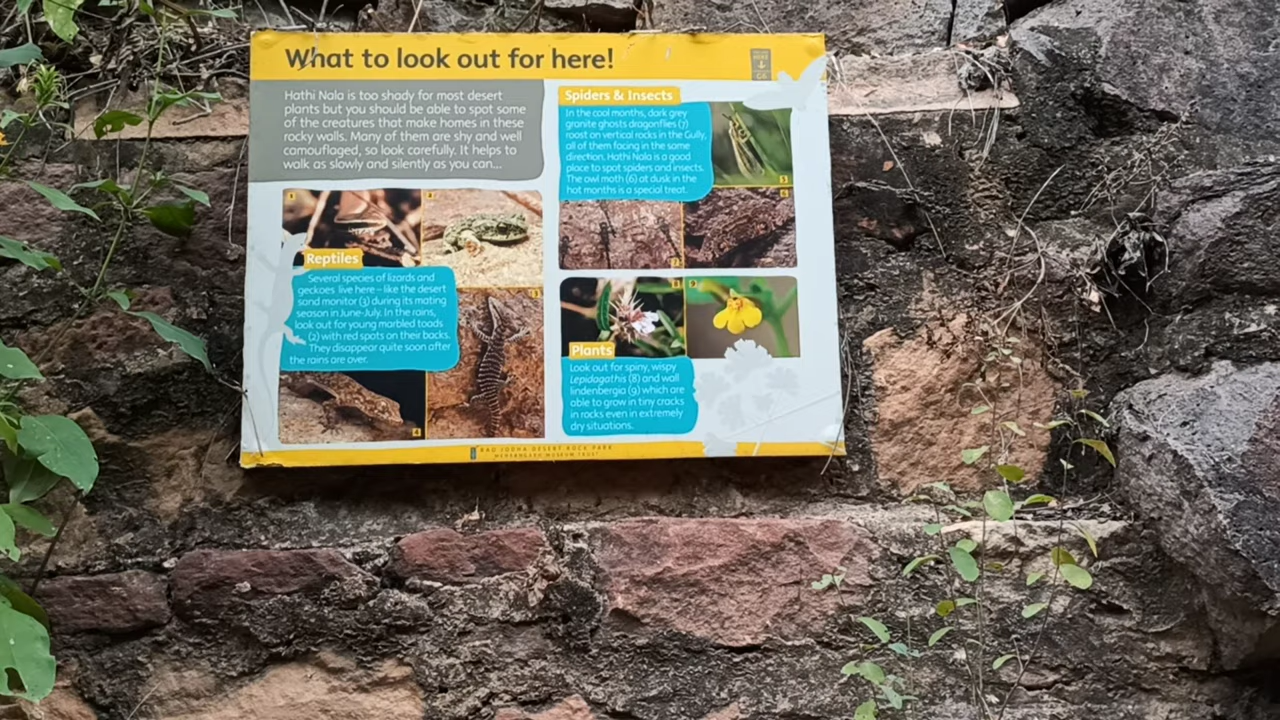 What to look out for here!
Hathi Nala is too shady for most desert
plants but you should be able to spot some
of the creatures that make homes in these
rocky walls. Many of them are shy and well
camouflaged, so look carefully. It helps to
walk as slowly and silently as you can...
Reptiles
Several species of lizards and
geckoes live here – like the desert
sand monitor (3) during its mating
season in June-July. In the rains,
look out for young marbled toads
(2) with red spots on their backs.
They disappear quite soon after
the rains are over.
Spiders & Insects
In the cool months, dark grey
granite ghosts dragonflies (7)
roost on vertical rocks in the Gully,
all of them facing in the same
direction. Hathi Nala is a good
place to spot spiders and insects.
The owl moth (6) at dusk in the
hot months is a special treat.
Plants
Look out for spiny, wispy
Lepidagathis (8) and wall
lindenbergia (9) which are
able to grow in tiny cracks
in rocks even in extremely
dry situations.
RAO JODHA DESERT ROCK PARK
MEHRANGARH MUSEUM TRUST